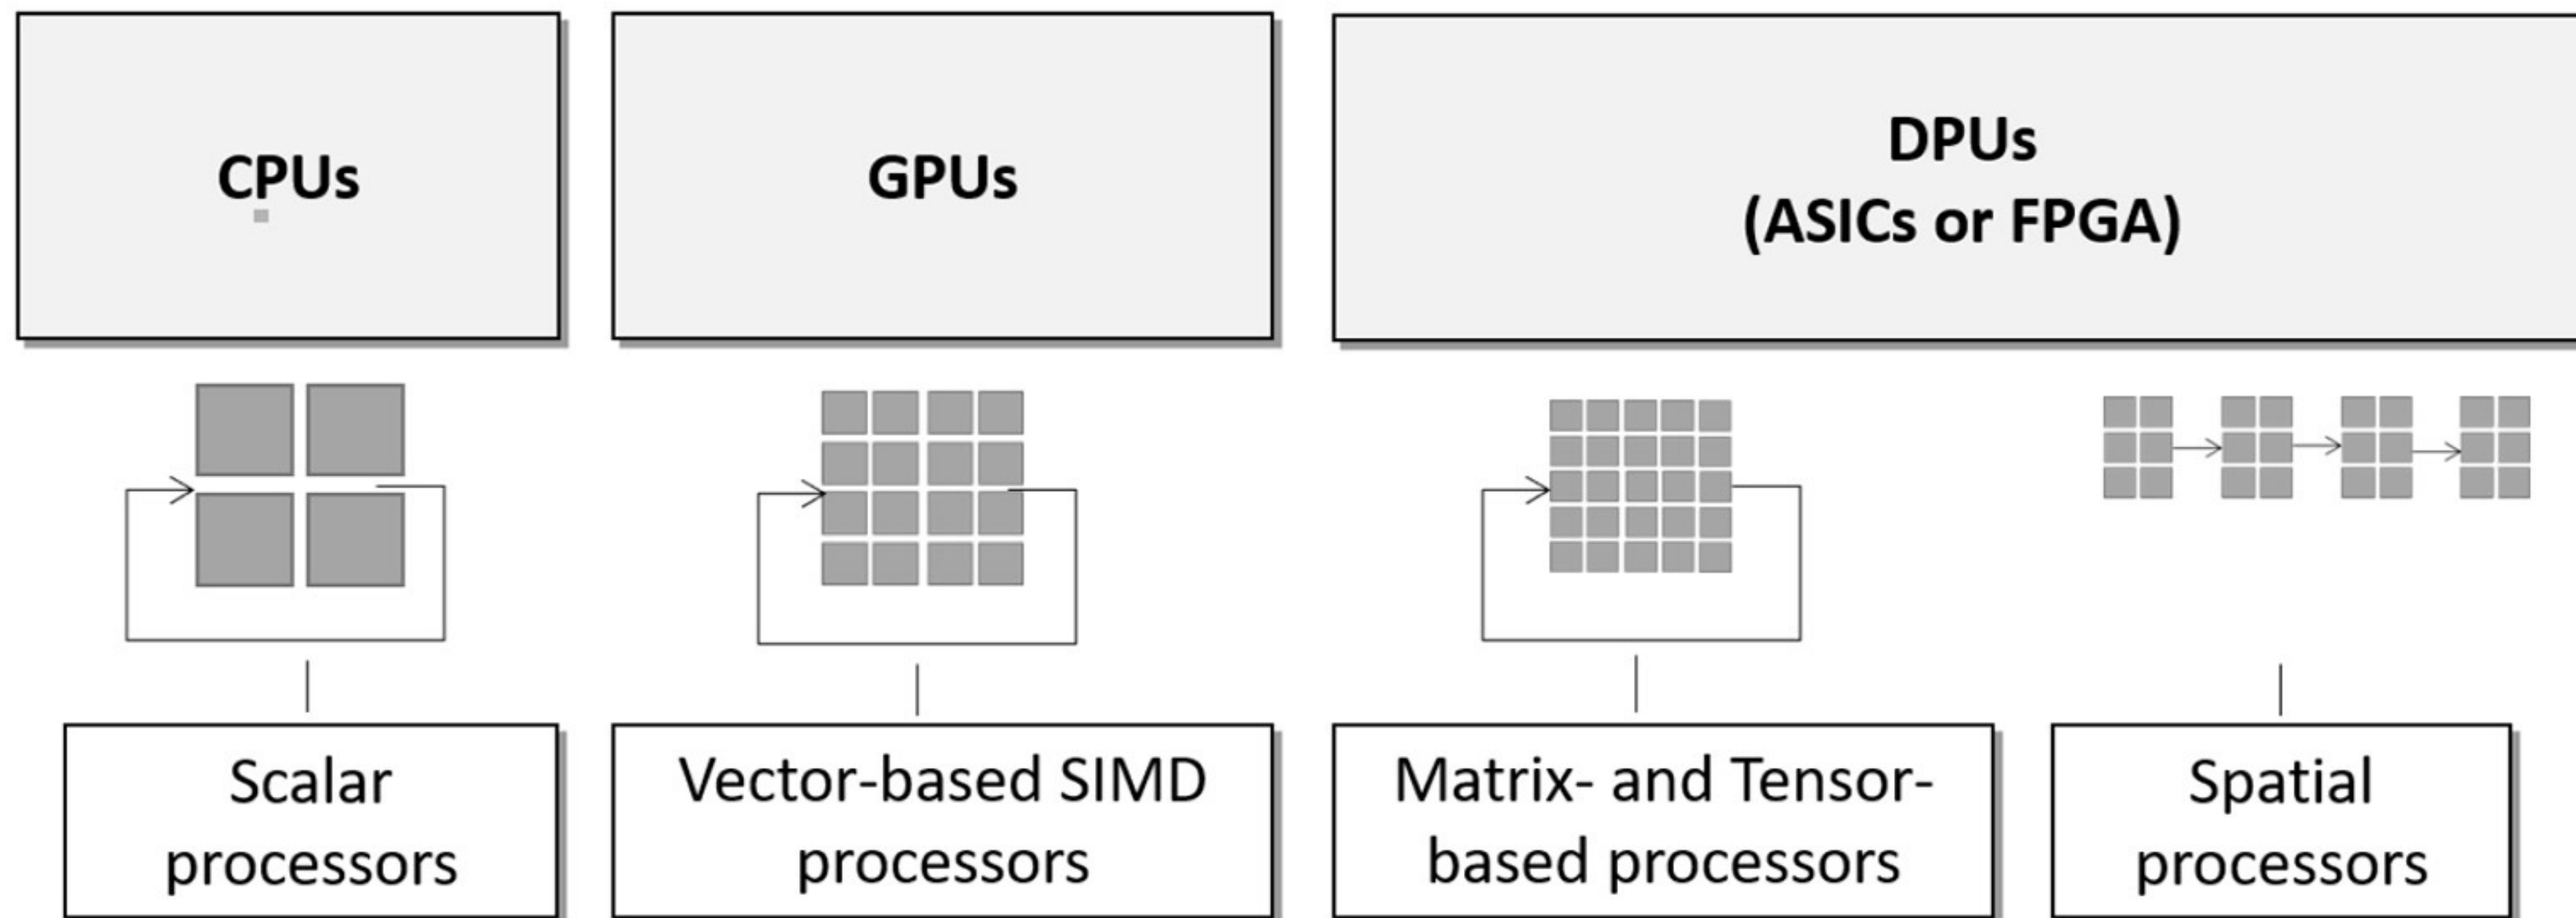 CPUs
GPUs
DPUs
(ASICs or FPGA)
Scalar
processors
Vector-based SIMD
processors
Matrix- and Tensor-
based processors
Spatial
processors